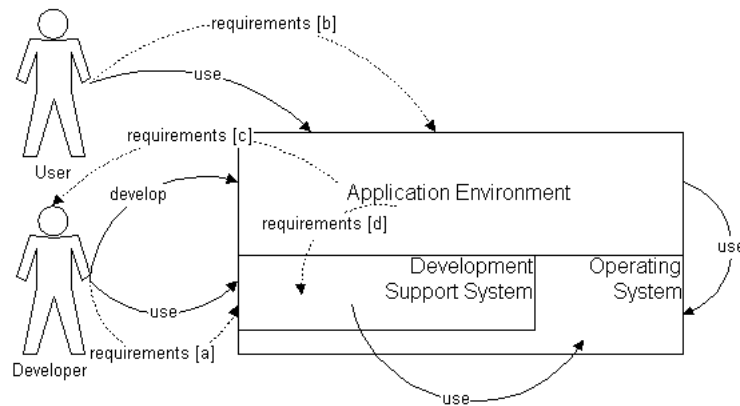 requirements [b]
use
requirements [c]
User
develop
Application Environment
requirements [d]
use
Development
Support System
Operating
System
use
requirements [a]
Developer
use